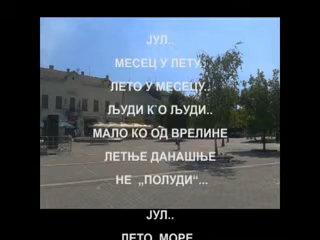 ЈУЛ..
МЕСЕЦ У ЛЕТУ..
ЛЕТО У МЕСЕЦУ..
ЉУДИ К`О ЉУДИ..
МАЛО КО ОД ВРЕЛИНЕ
ЛЕТЊЕ ДАНАШЊЕ
НЕ „ПОЛУДИ“...
ЈУЛ..
ЛЕТО, МОРЕ